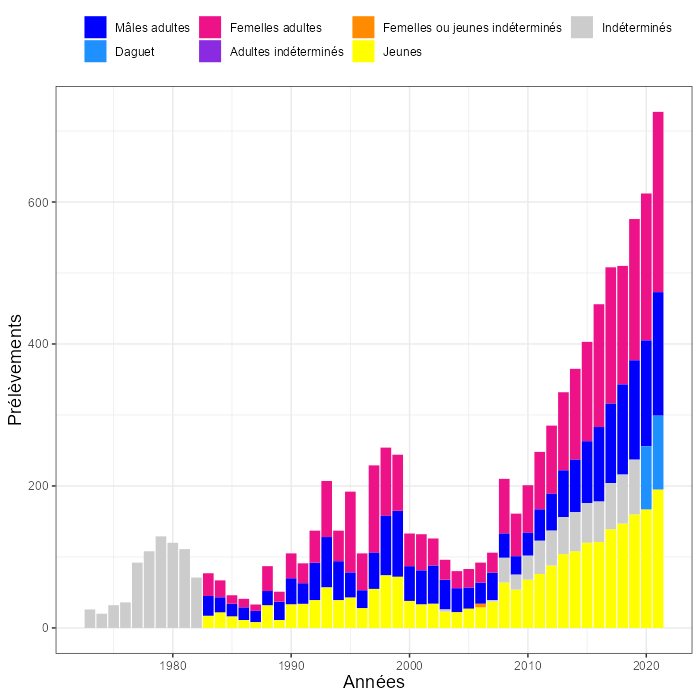 Mâles adultes Femelles adultes Femelles ou jeunes indéterminés Indéterminés
Daguet Adultes indéterminés Jeunes
600
400
200
0
Prélèvements
1980 1990 2000 2010 2020
Années